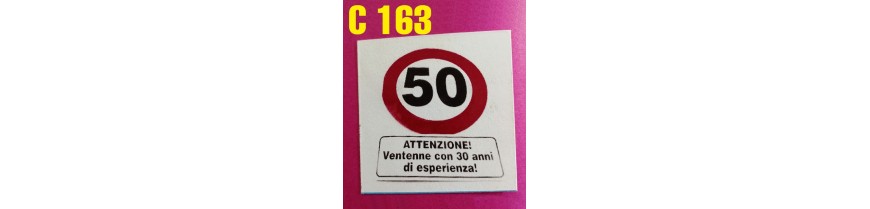 C 163
50
ATTENZIONE!
Ventenne con 30 anni
di esperienza!